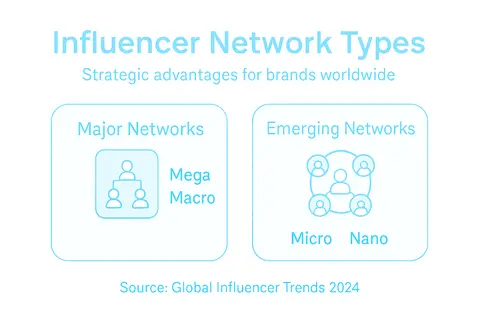 Influencer Network Types
Strategic advantages for brands worldwide
Major Networks
Mega
Macro
Emerging Networks
Micro Nano
Source: Global Influencer Trends 2024